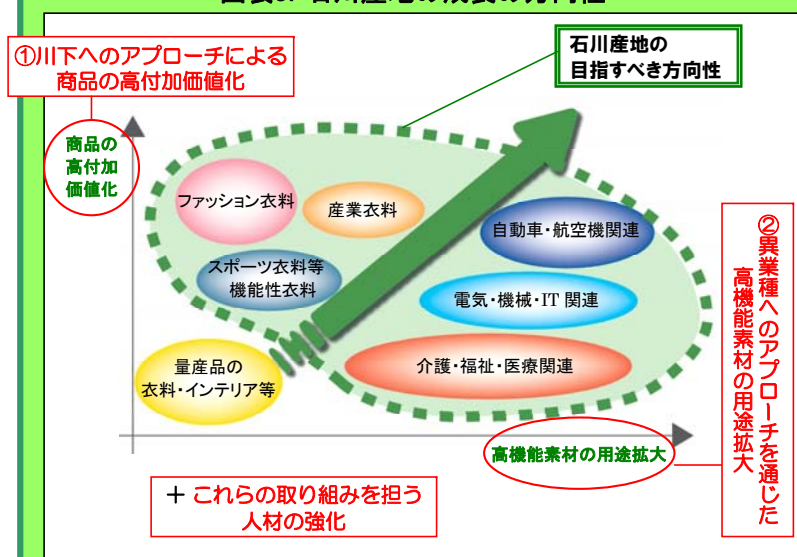 ①川下へのアプローチによる
商品の高付加価値化
石川産地の
目指すべき方向性
商品の
高付加
価値化
ファッション衣料
産業衣料
自動車・航空機関連
スポーツ衣料等
機能性衣料
電気・機械・IT 関連
量産品の
衣料・インテリア等
介護・福祉・医療関連
②異業種へのアプローチを通じた
高機能素材の用途拡大
高機能素材の用途拡大
＋ これらの取り組みを担う
人材の強化